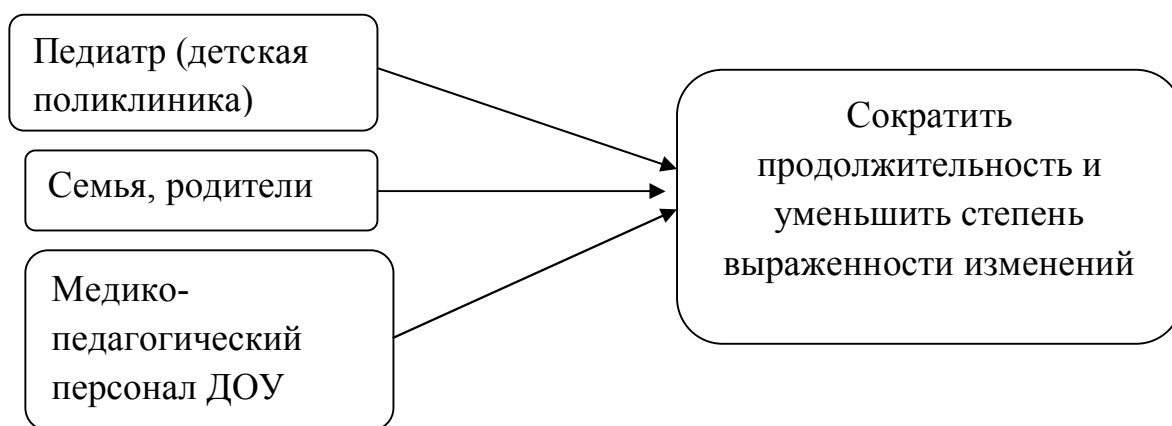 Педиатр (детская
поликлиника)
Семья, родители
Медико-
педагогический
персонал ДОУ
Сократить
продолжительность и
уменьшить степень
выраженности изменений